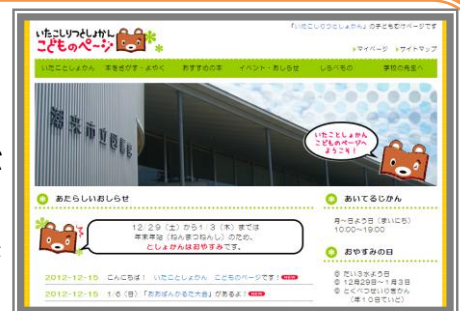 いたこしりつとしょかん
こどものページ
「いたこしりつとしょかん」の子どもむけページです
マイページ サイトマップ
いたことしょかん 本をさがす・よやく おすすめの本 イベント・おしらせ しらべもの 学校の先生へ
潮来市立図書館
いたことしょかん
こどものページへ
ようこそ！
あたらしいおしらせ
12．29（土）から1／3（木）までは
年末年始（ねんまつねんし）のため、
としょかんはおやすみです。
2012-12-15 こんにちは！ いたことしょかん こどものページです！
2012-12-15 1/6（日）「おおばんかるた大会」があるよ！
あいてるじかん
月～日よう日（まいにち）
10:00～19:00
おやすみの日
だい3水よう日
12月29日～1月3日
とくべつせいり きかん
（年10日ていど）